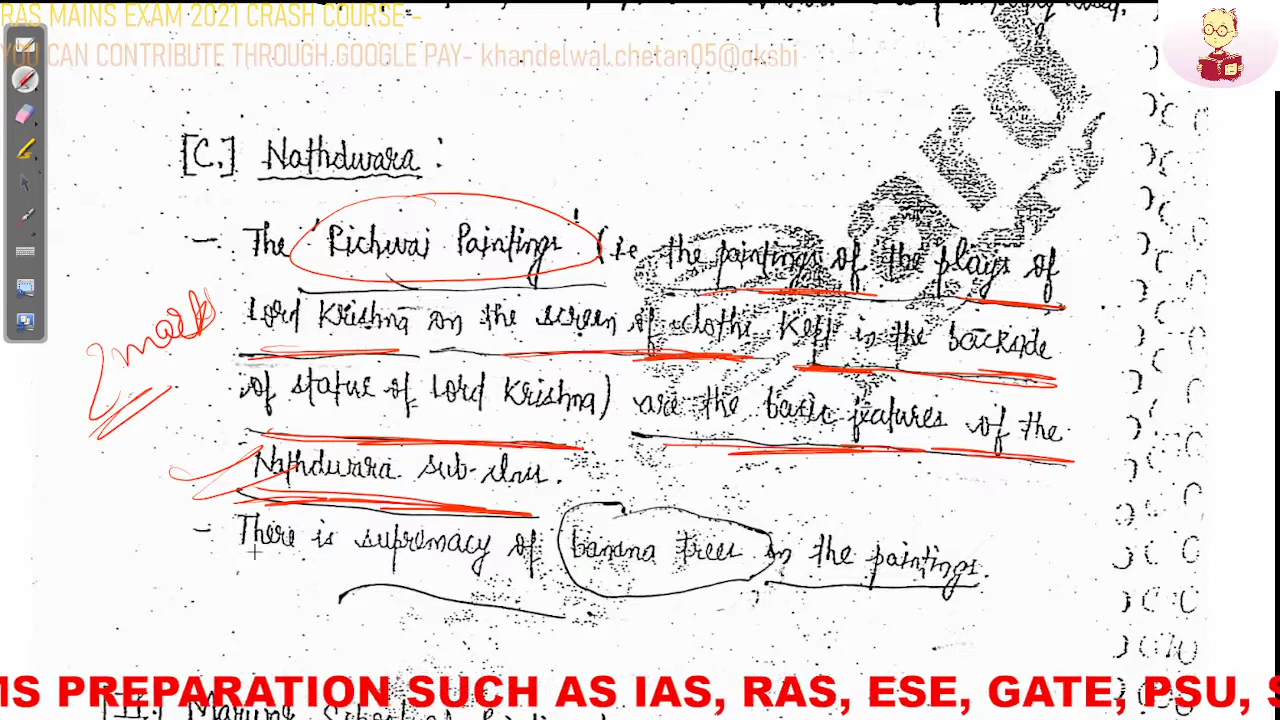 RAS MAINS EXAM 2021 CRASH COURSE -
YOU CAN CONTRIBUTE THROUGH GOOGLE PAY- khandelwal.chetan05@oksbi
[C.] Nathdwara :
- The 'Pichwai Paintings' (i.e the paintings of the plays of
Lord Krishna on the screen of cloths kept in the backside
of statue of Lord Krishna) are the basic features of the
Nathdwara sub-class.
2 marks
- There is supremacy of banana trees in the paintings.
MS PREPARATION SUCH AS IAS, RAS, ESE, GATE, PSU, S